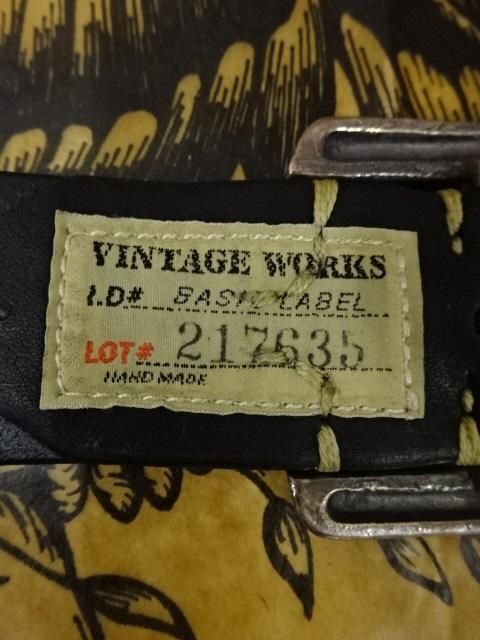 VINTAGE WORKS
I.D# BASIC LABEL
LOT# 217635
HAND MADE